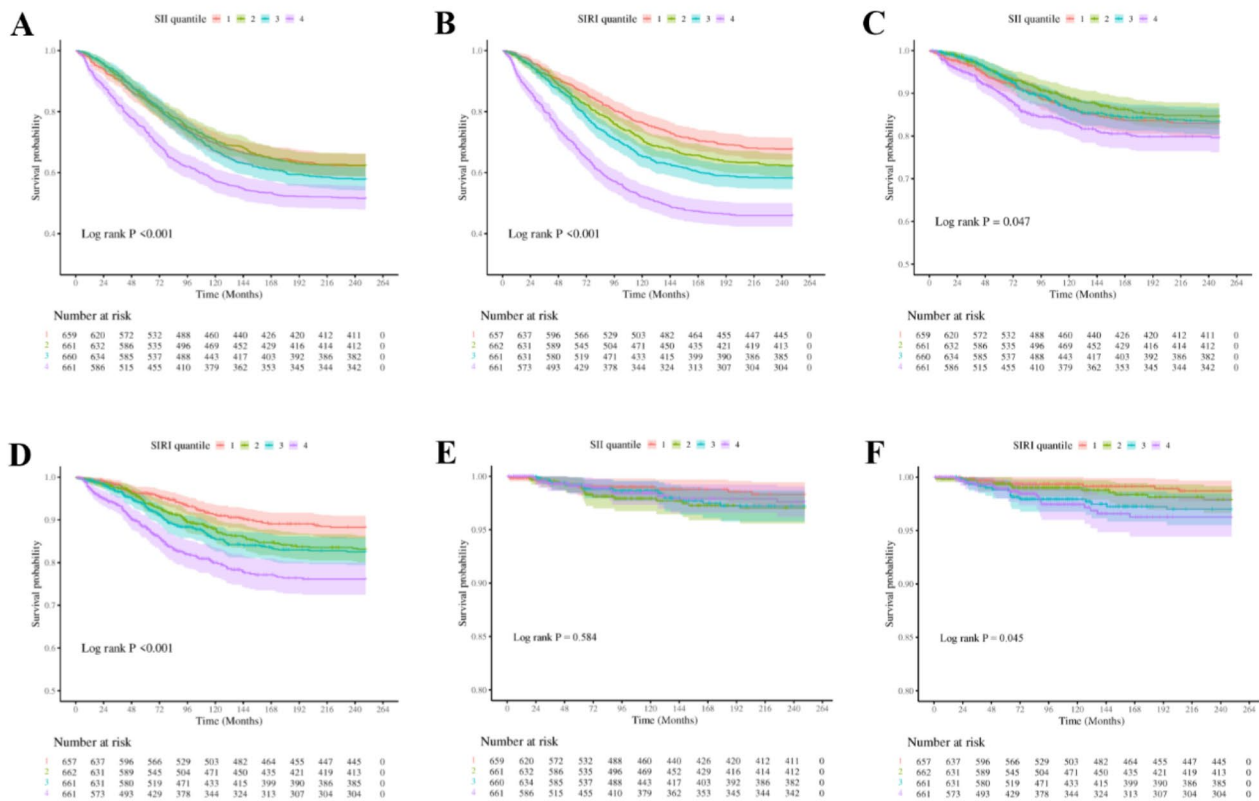 A
SII quantile 1 2 3 4
Survival probability
1.0
0.8
0.6
0.4
Log rank P <0.001
0 24 48 72 96 120 144 168 192 216 240 264
Time (Months)
Number at risk
1 659 620 572 532 488 460 440 426 420 412 411 0
2 661 632 586 535 496 469 452 429 416 414 412 0
3 660 634 585 537 488 443 417 403 392 386 382 0
4 661 586 515 455 410 379 362 353 345 344 342 0
B
SIRI quantile 1 2 3 4
Survival probability
1.0
0.8
0.6
0.4
Log rank P <0.001
0 24 48 72 96 120 144 168 192 216 240 264
Time (Months)
Number at risk
1 657 637 596 566 529 503 482 464 455 447 445 0
2 662 631 589 545 504 471 450 435 421 419 413 0
3 661 631 580 519 471 433 415 399 390 386 385 0
4 661 573 493 429 378 344 324 313 307 304 304 0
C
SII quantile 1 2 3 4
Survival probability
1.0
0.9
0.8
0.7
0.6
0.5
Log rank P = 0.047
0 24 48 72 96 120 144 168 192 216 240 264
Time (Months)
Number at risk
1 659 620 572 532 488 460 440 426 420 412 411 0
2 661 632 586 535 496 469 452 429 416 414 412 0
3 660 634 585 537 488 443 417 403 392 386 382 0
4 661 586 515 455 410 379 362 353 345 344 342 0
D
SIRI quantile 1 2 3 4
Survival probability
1.0
0.9
0.8
0.7
0.6
0.5
Log rank P <0.001
0 24 48 72 96 120 144 168 192 216 240 264
Time (Months)
Number at risk
1 657 637 596 566 529 503 482 464 455 447 445 0
2 662 631 589 545 504 471 450 435 421 419 413 0
3 661 631 580 519 471 433 415 399 390 386 385 0
4 661 573 493 429 378 344 324 313 307 304 304 0
E
SII quantile 1 2 3 4
Survival probability
1.00
0.95
0.90
0.85
0.80
Log rank P = 0.584
0 24 48 72 96 120 144 168 192 216 240 264
Time (Months)
Number at risk
1 659 620 572 532 488 460 440 426 420 412 411 0
2 661 632 586 535 496 469 452 429 416 414 412 0
3 660 634 585 537 488 443 417 403 392 386 382 0
4 661 586 515 455 410 379 362 353 345 344 342 0
F
SIRI quantile 1 2 3 4
Survival probability
1.00
0.95
0.90
0.85
0.80
Log rank P = 0.045
0 24 48 72 96 120 144 168 192 216 240 264
Time (Months)
Number at risk
1 657 637 596 566 529 503 482 464 455 447 445 0
2 662 631 589 545 504 471 450 435 421 419 413 0
3 661 631 580 519 471 433 415 399 390 386 385 0
4 661 573 493 429 378 344 324 313 307 304 304 0